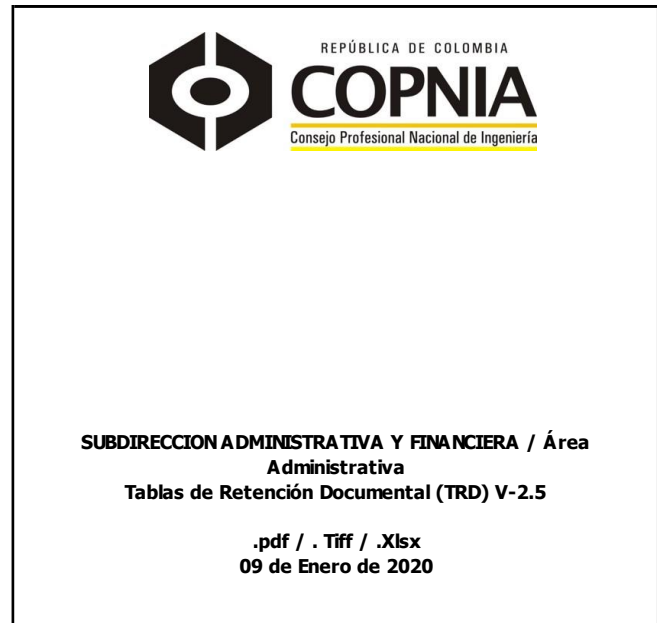 REPÚBLICA DE COLOMBIA
COPNIA
Consejo Profesional Nacional de Ingeniería
SUBDIRECCION ADMINISTRATIVA Y FINANCIERA / Área
Administrativa
Tablas de Retención Documental (TRD) V-2.5
.pdf / . Tiff / .Xlsx
09 de Enero de 2020